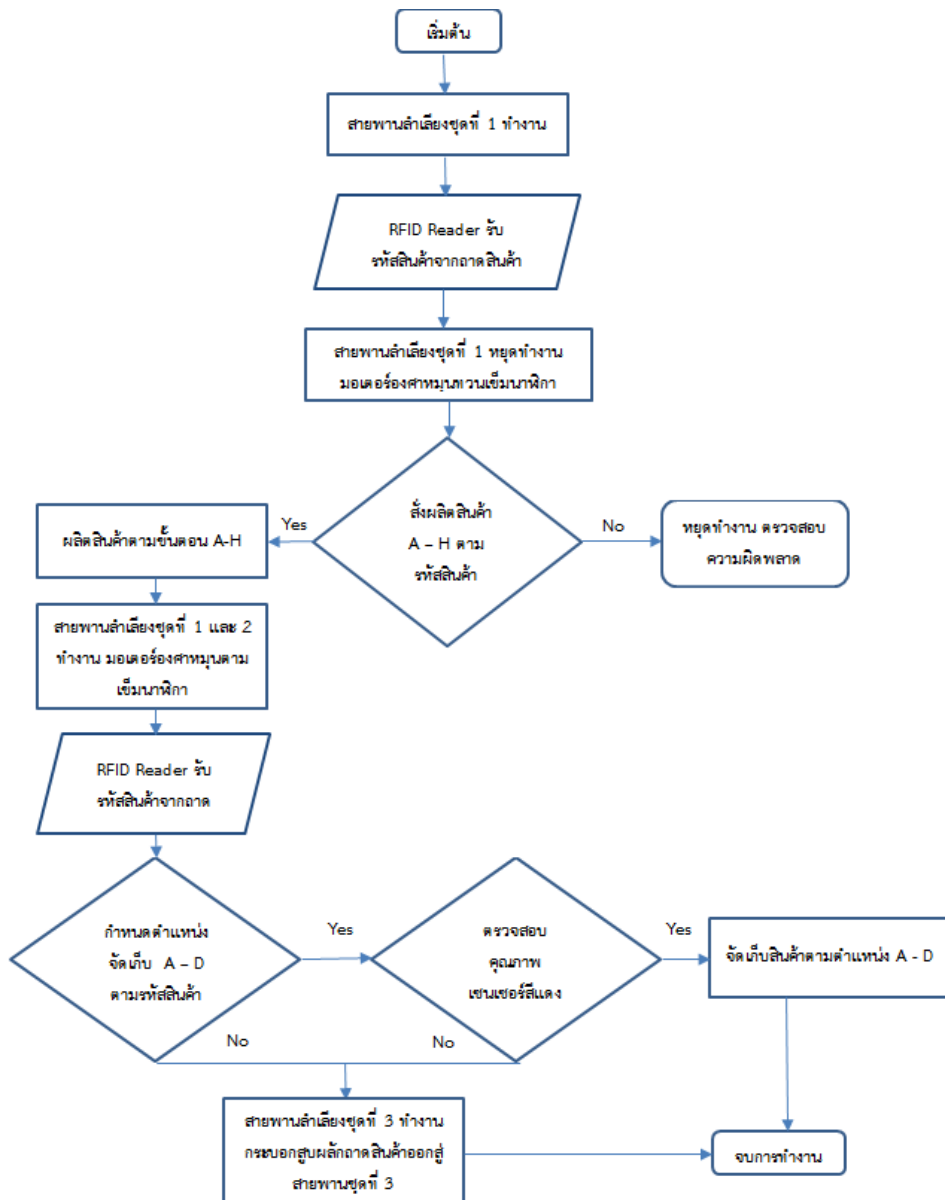 เริ่มต้น
สายพานลำเลียงชุดที่ 1 ทำงาน
RFID Reader รับ
รหัสสินค้าจากถาดสินค้า
สายพานลำเลียงชุดที่ 1 หยุดทำงาน
มอเตอร์องศาหมุนทวนเข็มนาฬิกา
สั่งผลิตสินค้า
A – H ตาม
รหัสสินค้า
Yes
No
ผลิตสินค้าตามขั้นตอน A-H
หยุดทำงาน ตรวจสอบ
ความผิดพลาด
สายพานลำเลียงชุดที่ 1 และ 2
ทำงาน มอเตอร์องศาหมุนตาม
เข็มนาฬิกา
RFID Reader รับ
รหัสสินค้าจากถาด
กำหนดตำแหน่ง
จัดเก็บ A – D
ตามรหัสสินค้า
Yes
ตรวจสอบ
คุณภาพ
เซนเซอร์สีแดง
Yes
จัดเก็บสินค้าตามตำแหน่ง A - D
No
No
สายพานลำเลียงชุดที่ 3 ทำงาน
กระบอกสูบผลักถาดสินค้าออกสู่
สายพานชุดที่ 3
จบการทำงาน